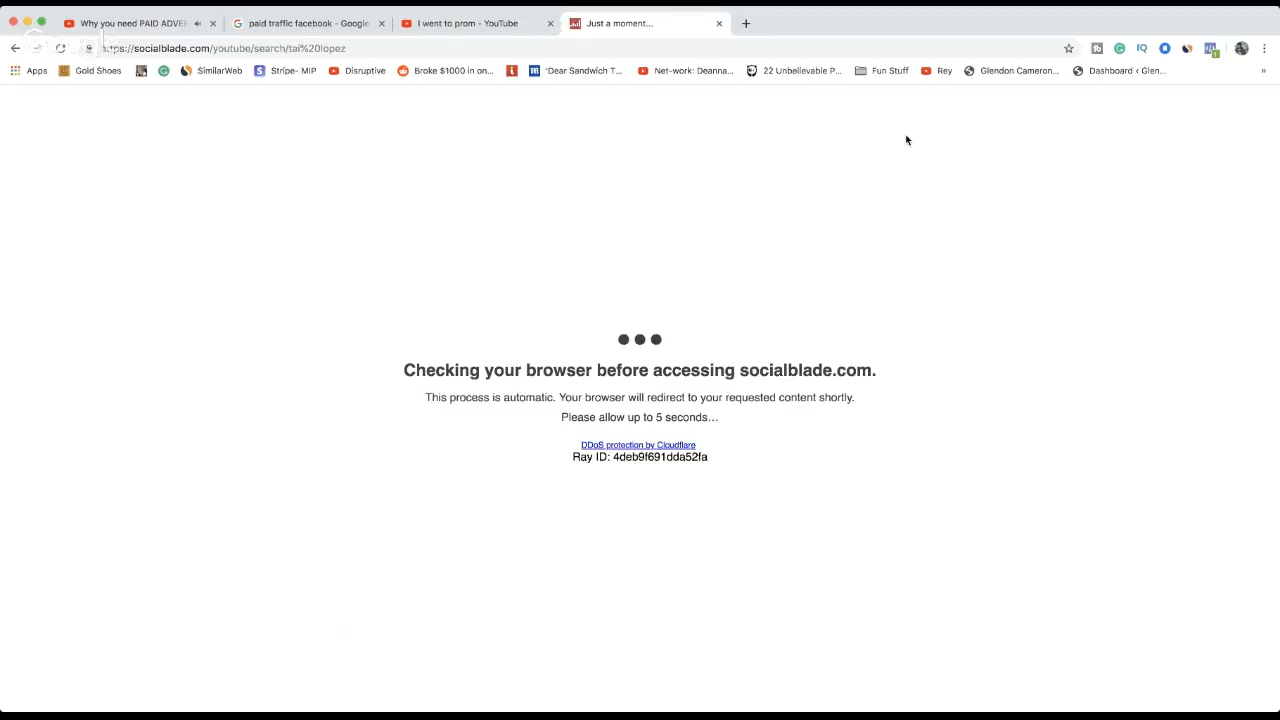 Why you need PAID ADVER
paid traffic facebook - Google
I went to prom - YouTube
Just a moment...
https://socialblade.com/youtube/search/tai%20lopez
Apps
Gold Shoes
SimilarWeb
Stripe- MIP
Disruptive
Broke $1000 in on...
'Dear Sandwich T...
Net-work: Deanna...
22 Unbelievable P...
Fun Stuff
Rey
Glendon Cameron...
Dashboard ‹ Glen...
»
Checking your browser before accessing socialblade.com.
This process is automatic. Your browser will redirect to your requested content shortly.
Please allow up to 5 seconds…
DDoS protection by Cloudflare
Ray ID: 4deb9f691dda52fa